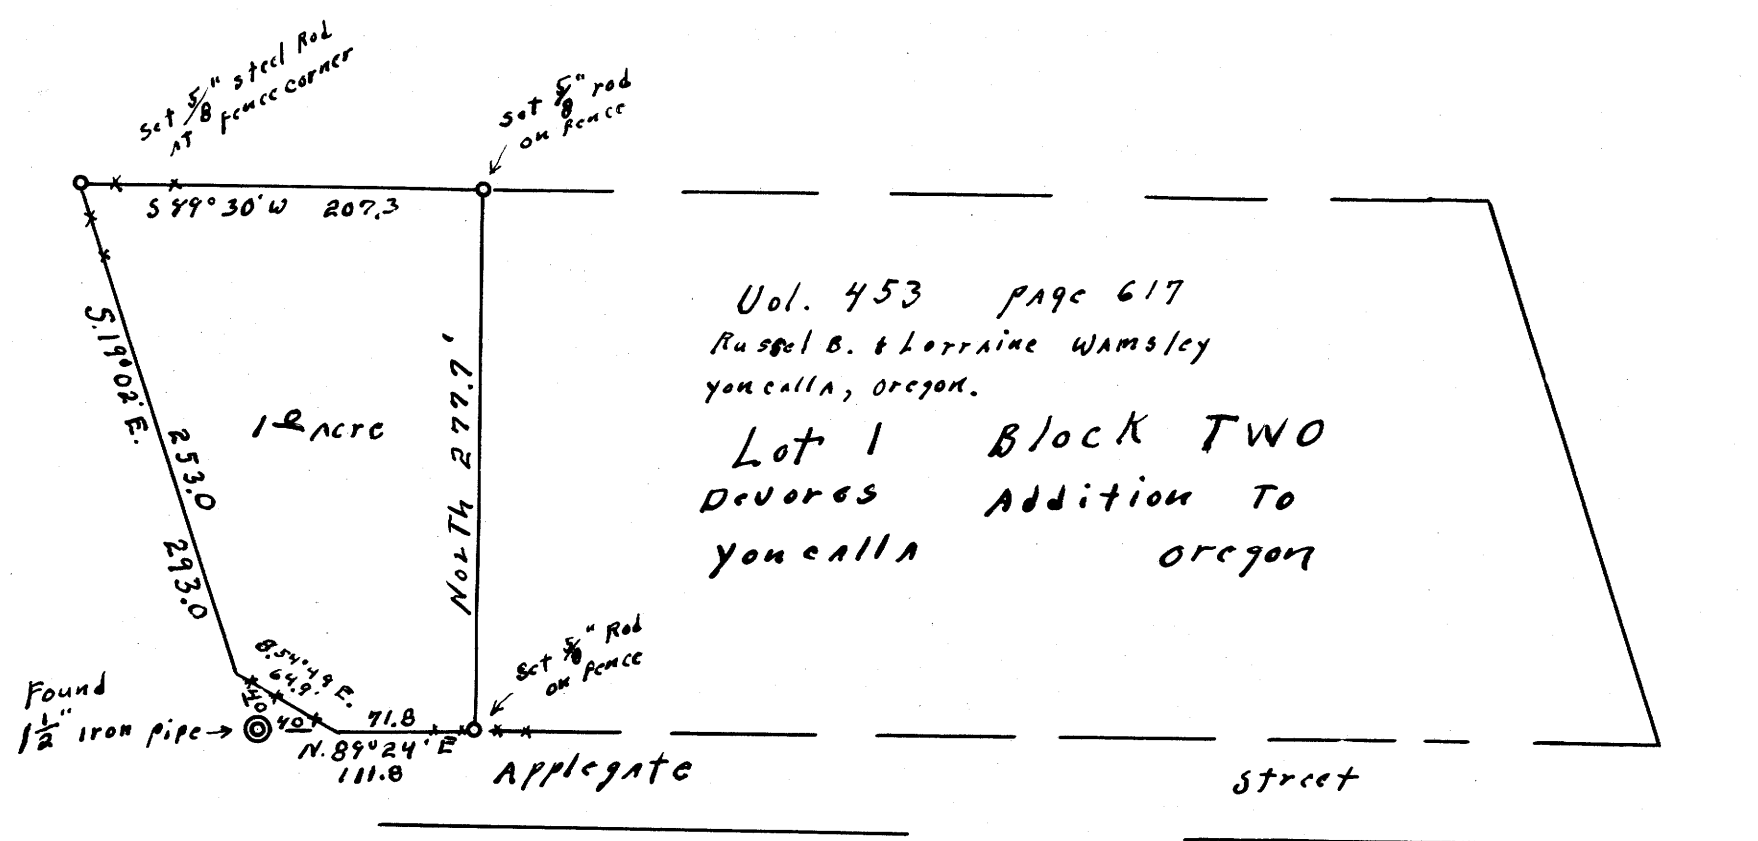 set 5/8" steel Rod
AT fence corner
set 5/8" rod
on fence
S 89°30'W 207.3
S.19°02'E.
253.0
293.0
1 Acre
North 277.7'
Vol. 453 page 617
Russel B. & Lorraine Wamsley
Yoncalla, Oregon.
Lot 1 Block TWO
Devores Addition To
Yoncalla Oregon
set 5/8" Rod
on fence
S.54°49 E.
64.9'
40
Found
1 1/2" Iron pipe
40
71.8
N.89°24'E
111.8
Applegate Street